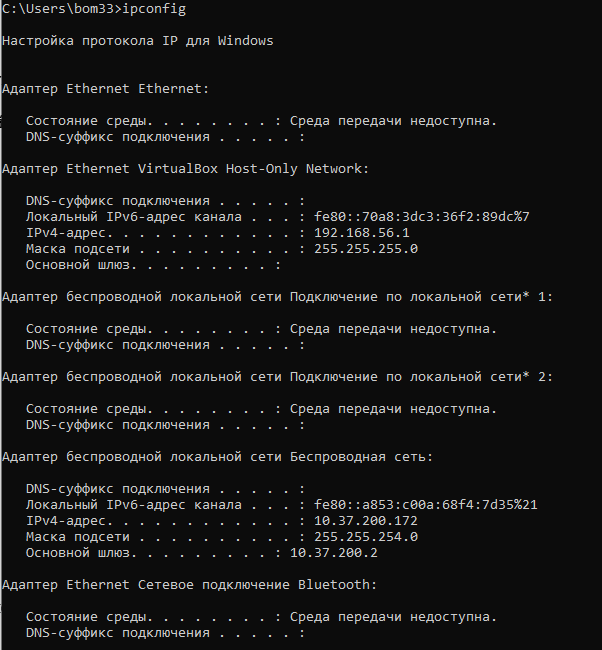 C:\Users\bom33>ipconfig
Настройка протокола IP для Windows
Адаптер Ethernet Ethernet:
Состояние среды. . . . . . . . : Среда передачи недоступна.
DNS-суффикс подключения . . . . . :
Адаптер Ethernet VirtualBox Host-Only Network:
DNS-суффикс подключения . . . . . :
Локальный IPv6-адрес канала . . . : fe80::70a8:3dc3:36f2:89dc%7
IPv4-адрес. . . . . . . . . . . . : 192.168.56.1
Маска подсети . . . . . . . . . . : 255.255.255.0
Основной шлюз. . . . . . . . . :
Адаптер беспроводной локальной сети Подключение по локальной сети* 1:
Состояние среды. . . . . . . . : Среда передачи недоступна.
DNS-суффикс подключения . . . . . :
Адаптер беспроводной локальной сети Подключение по локальной сети* 2:
Состояние среды. . . . . . . . : Среда передачи недоступна.
DNS-суффикс подключения . . . . . :
Адаптер беспроводной локальной сети Беспроводная сеть:
DNS-суффикс подключения . . . . . :
Локальный IPv6-адрес канала . . . : fe80::a853:c00a:68f4:7d35%21
IPv4-адрес. . . . . . . . . . . . : 10.37.200.172
Маска подсети . . . . . . . . . . : 255.255.254.0
Основной шлюз. . . . . . . . . : 10.37.200.2
Адаптер Ethernet Сетевое подключение Bluetooth:
Состояние среды. . . . . . . . : Среда передачи недоступна.
DNS-суффикс подключения . . . . . :